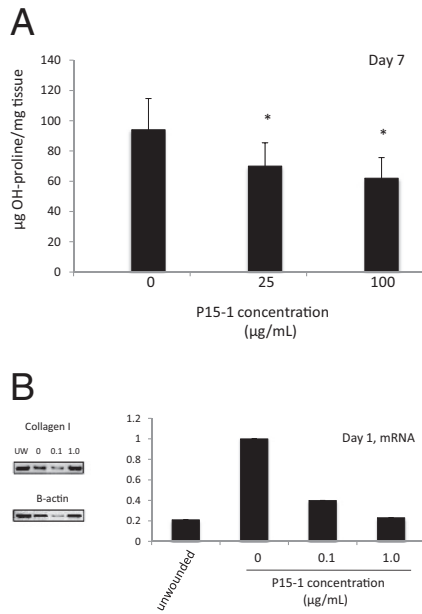 A
Day 7
µg OH-proline/mg tissue
120
100
80
60
40
20
0
*
*
0 25 100
P15-1 concentration
(µg/mL)
B
Collagen I
UW 0 0.1 1.0
B-actin
1.2
1
0.8
0.6
0.4
0.2
0
Day 1, mRNA
unwounded
0 0.1 1.0
P15-1 concentration
(µg/mL)